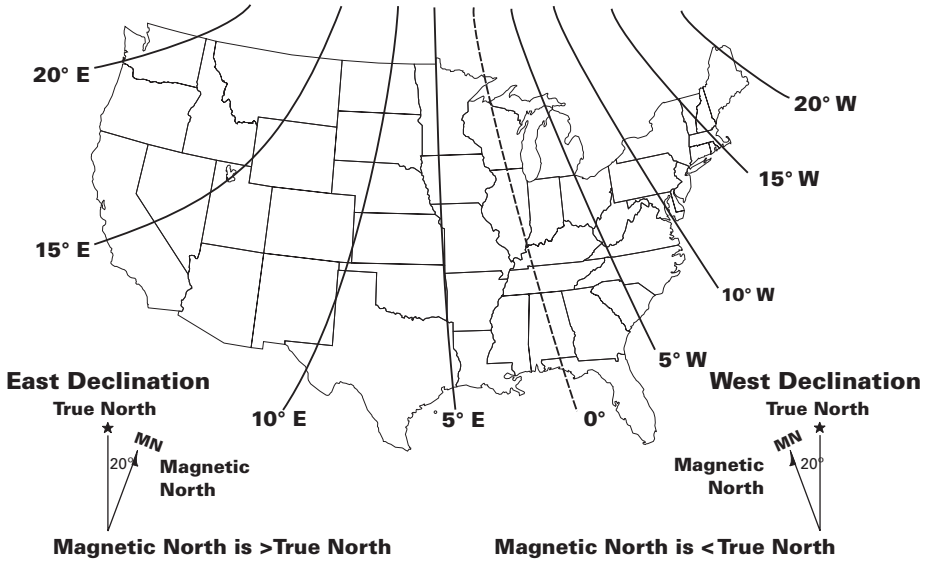 20° E
20° W
15° W
15° E
10° W
5° W
East Declination
West Declination
True North
True North
10° E
5° E
0°
MN
20°
Magnetic
North
MN
20°
Magnetic
North
Magnetic North is >True North
Magnetic North is <True North